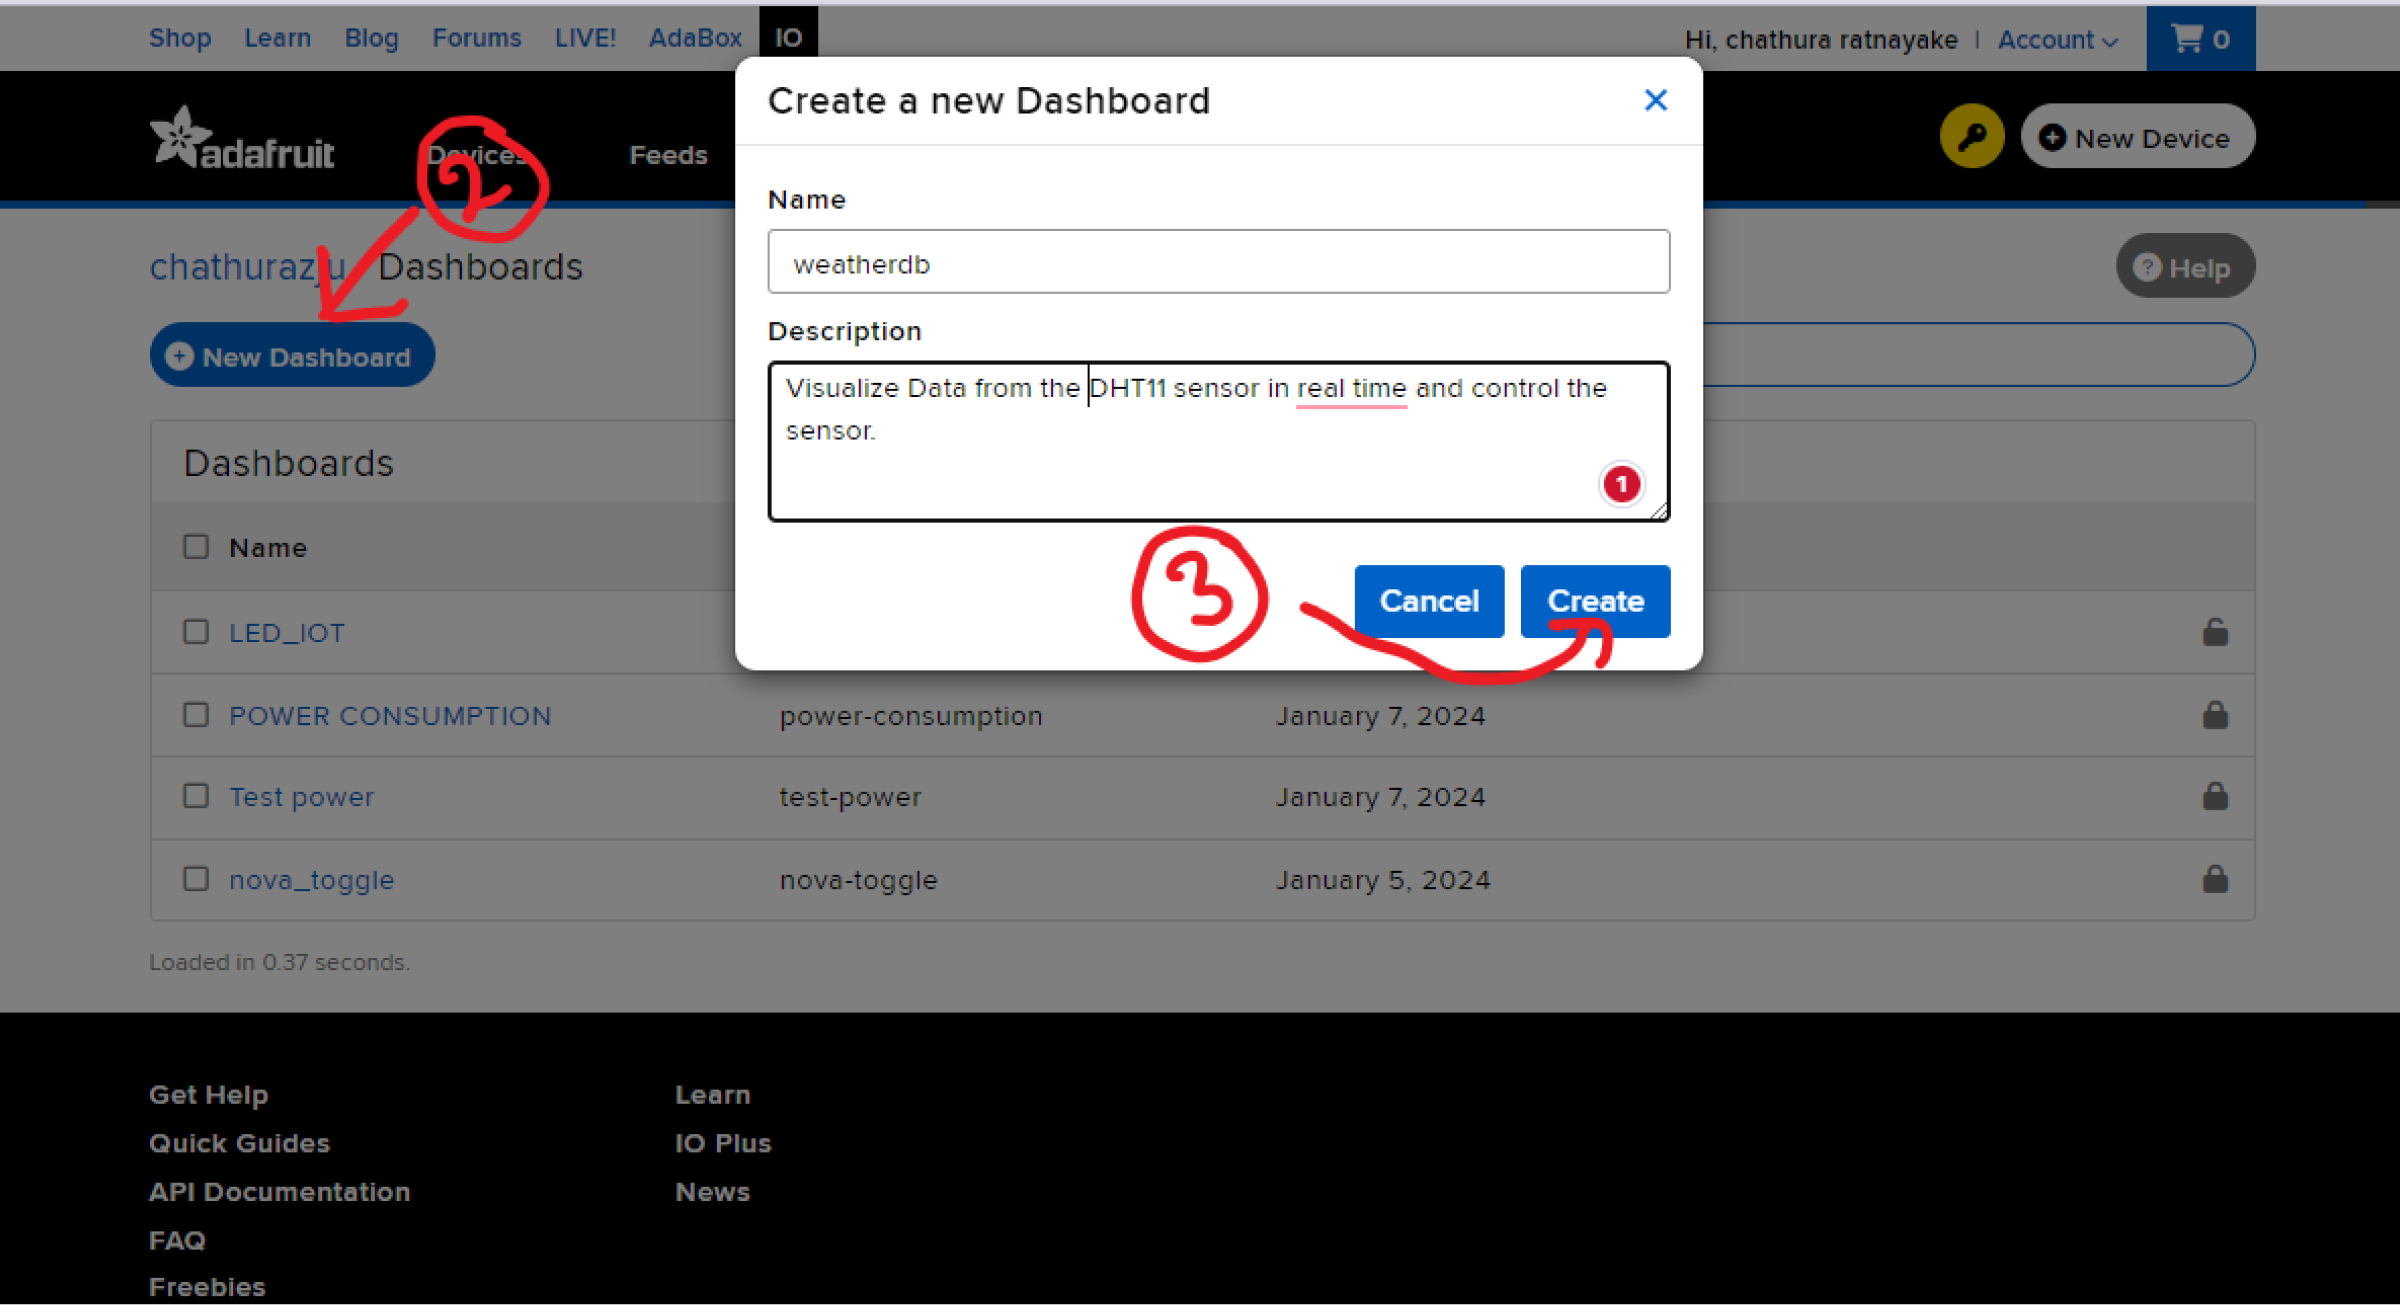 Shop Learn Blog Forums LIVE! AdaBox IO Hi, chathura ratnayake | Account 0
Create a new Dashboard
adafruit Devices Feeds New Device
2
Name
weatherdb
chathurazju Dashboards Help
Description
New Dashboard
Visualize Data from the DHT11 sensor in real time and control the
sensor.
1
Dashboards
3
Name
Cancel Create
LED_IOT
POWER CONSUMPTION power-consumption January 7, 2024
Test power test-power January 7, 2024
nova_toggle nova-toggle January 5, 2024
Loaded in 0.37 seconds.
Get Help
Quick Guides
API Documentation
FAQ
Freebies
Learn
IO Plus
News